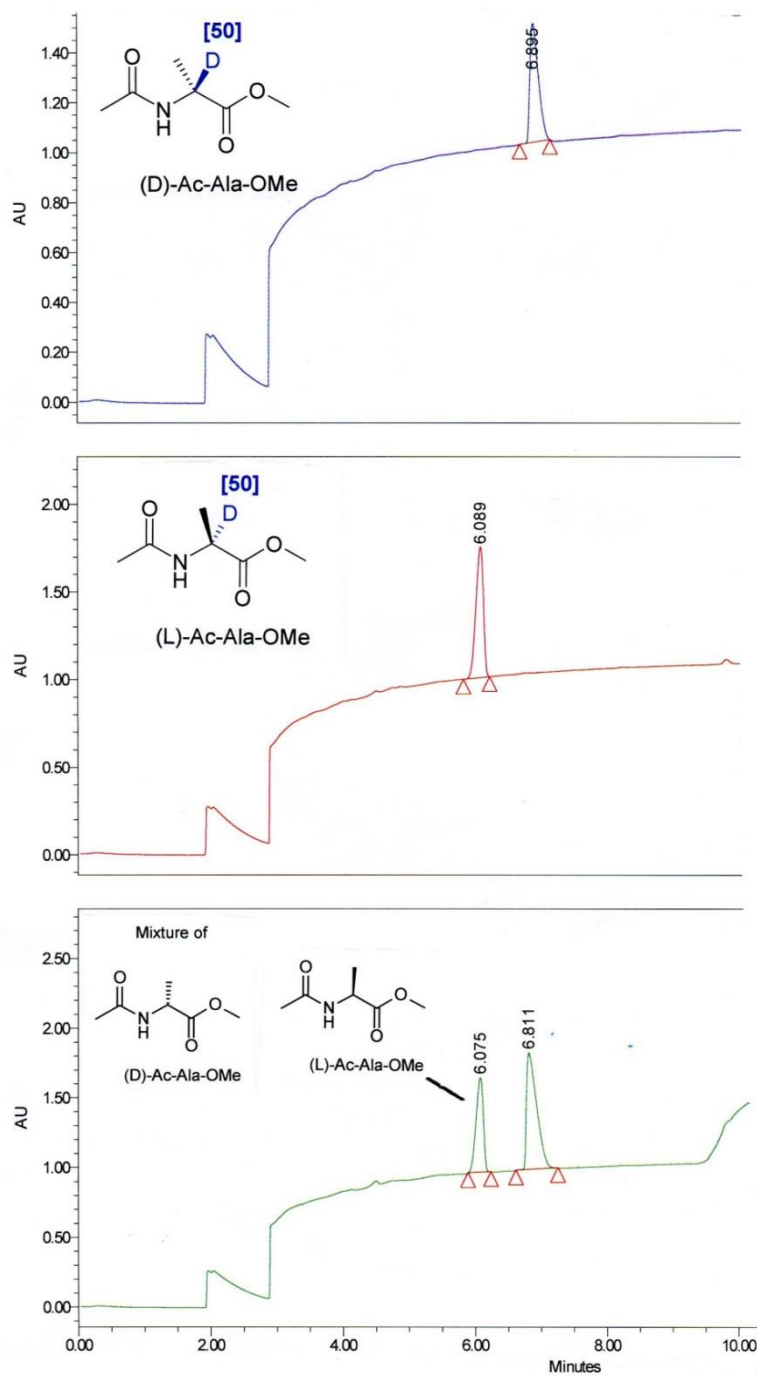 [50]
D
O
O
N
H
O
(D)-Ac-Ala-OMe
6.895
AU
1.40
1.20
1.00
0.80
0.60
0.40
0.20
0.00
[50]
D
O
O
N
H
O
(L)-Ac-Ala-OMe
6.089
AU
2.00
1.50
1.00
0.50
0.00
Mixture of
O
O
N
H
O
(D)-Ac-Ala-OMe
O
O
N
H
O
(L)-Ac-Ala-OMe
6.075
6.811
AU
2.50
2.00
1.50
1.00
0.50
0.00
0.00 2.00 4.00 6.00 8.00 10.00
Minutes